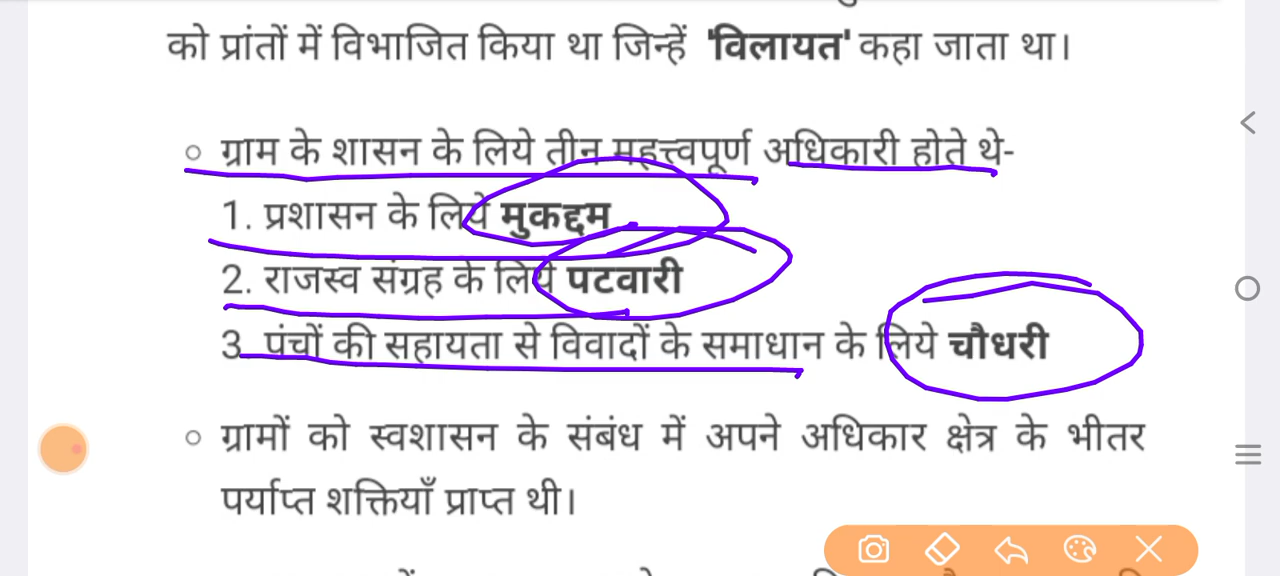 को प्रांतों में विभाजित किया था जिन्हें 'विलायत' कहा जाता था।
ग्राम के शासन के लिये तीन महत्त्वपूर्ण अधिकारी होते थे-
1. प्रशासन के लिये मुकद्दम
2. राजस्व संग्रह के लिये पटवारी
3. पंचों की सहायता से विवादों के समाधान के लिये चौधरी
ग्रामों को स्वशासन के संबंध में अपने अधिकार क्षेत्र के भीतर
पर्याप्त शक्तियाँ प्राप्त थी।